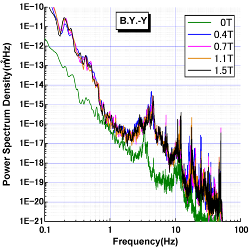 B.Y.-Y
0T
0.4T
0.7T
1.1T
1.5T
Power Spectrum Density(m²/Hz)
1E-10
1E-11
1E-12
1E-13
1E-14
1E-15
1E-16
1E-17
1E-18
1E-19
1E-20
1E-21
0.1
1
10
100
Frequency(Hz)